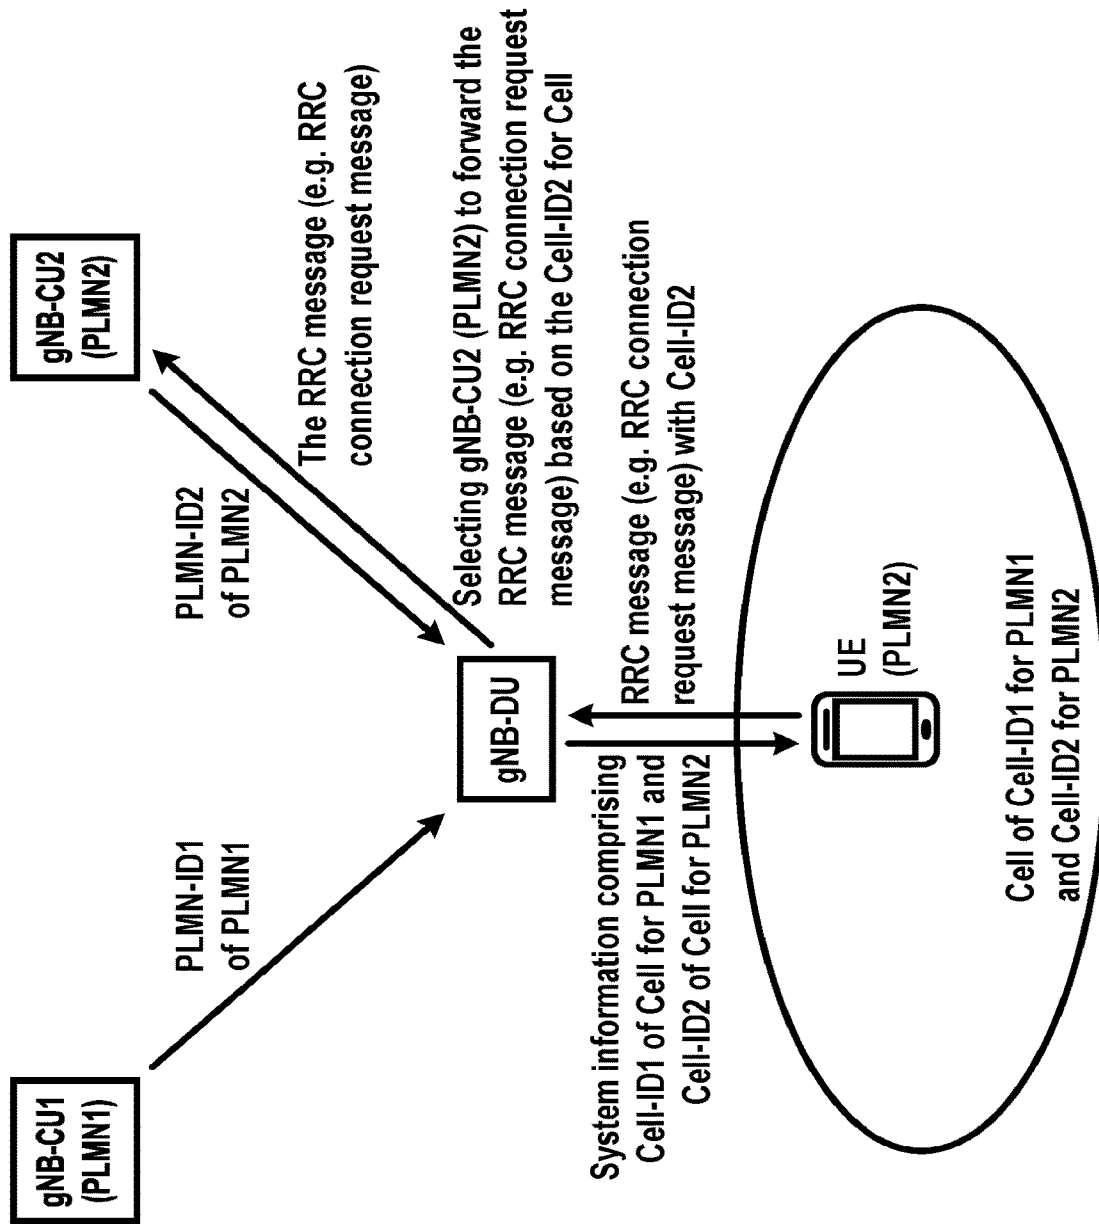 gNB-CU1
(PLMN1)
gNB-CU2
(PLMN2)
PLMN-ID1
of PLMN1
PLMN-ID2
of PLMN2
The RRC message (e.g. RRC
connection request message)
gNB-DU
Selecting gNB-CU2 (PLMN2) to forward the
RRC message (e.g. RRC connection request
message) based on the Cell-ID2 for Cell
System information comprising
Cell-ID1 of Cell for PLMN1 and
Cell-ID2 of Cell for PLMN2
RRC message (e.g. RRC connection
request message) with Cell-ID2
UE
(PLMN2)
Cell of Cell-ID1 for PLMN1
and Cell-ID2 for PLMN2